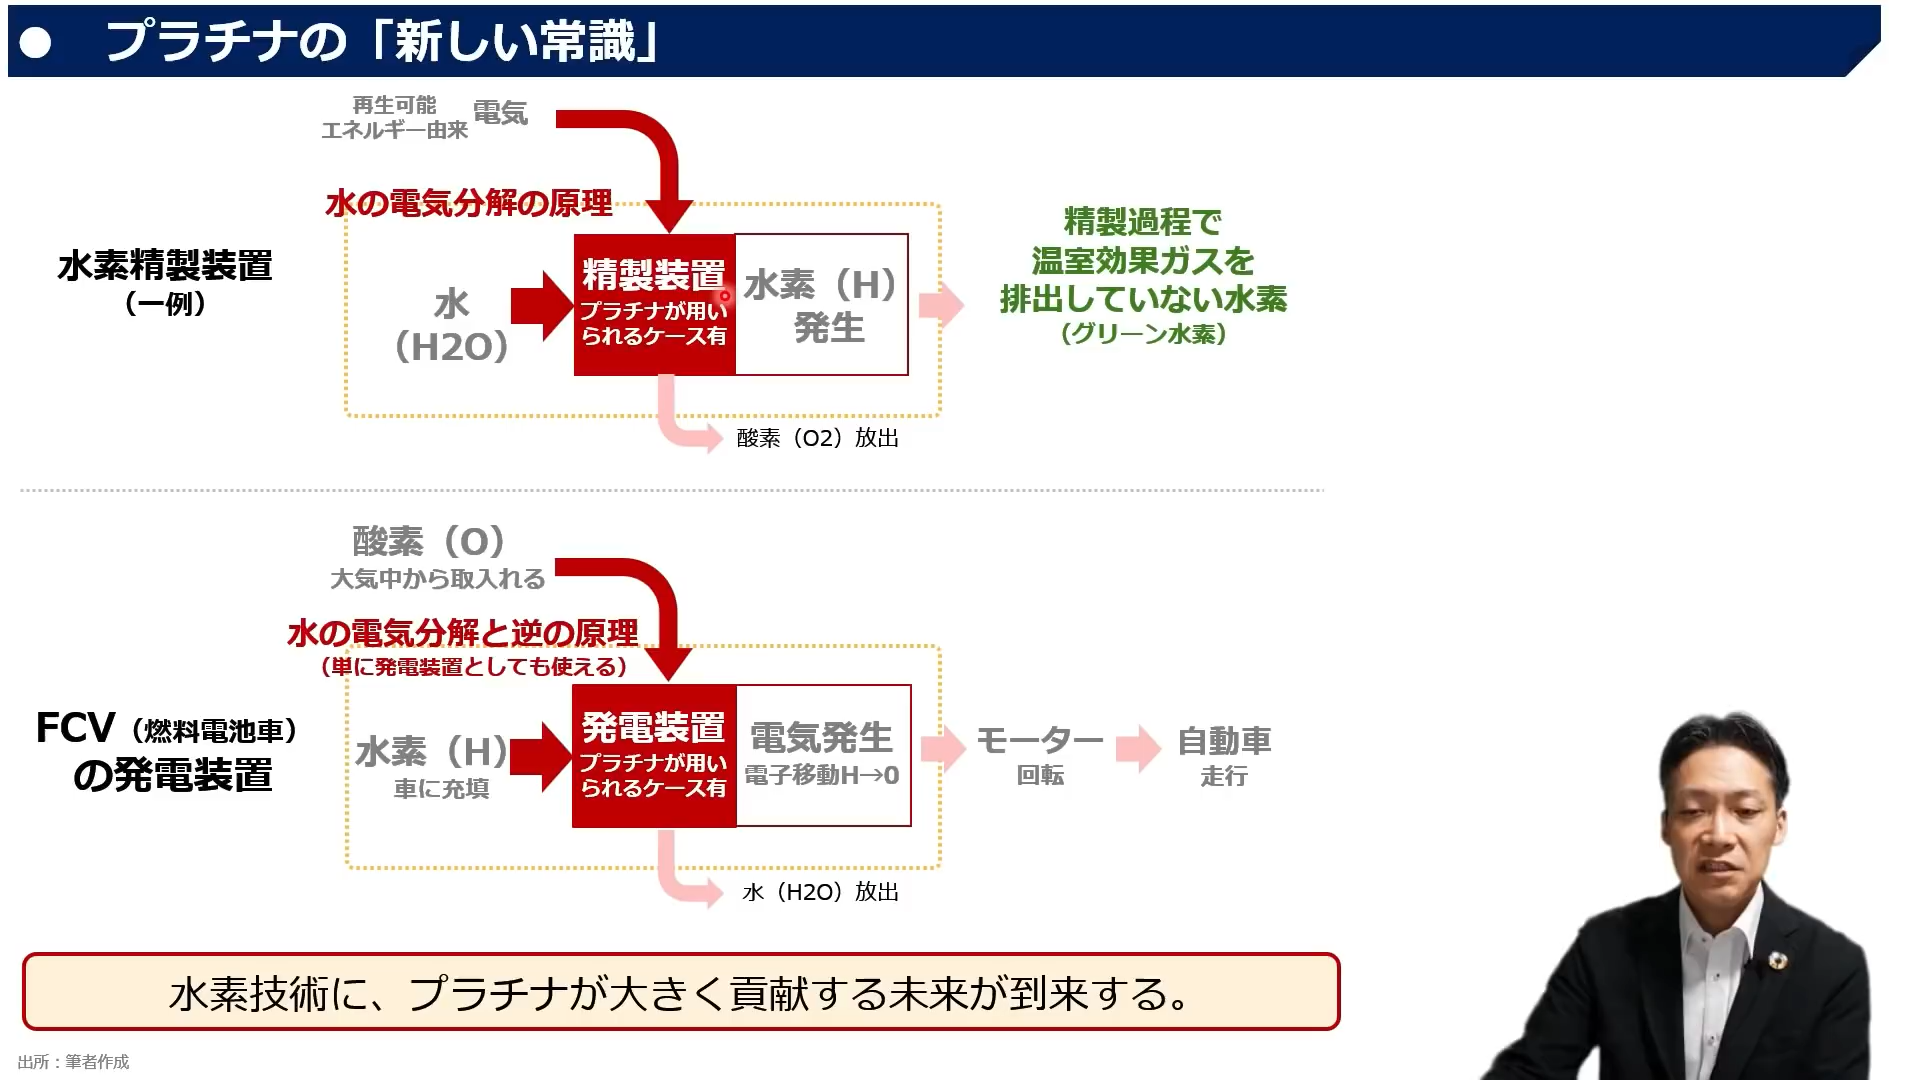 プラチナの「新しい常識」
再生可能
エネルギー由来
電気
水の電気分解の原理
水素精製装置
（一例）
水
（H2O）
精製装置
プラチナが用い
られるケース有
水素（H）
発生
精製過程で
温室効果ガスを
排出していない水素
（グリーン水素）
酸素（O2）放出
酸素（O）
大気中から取入れる
水の電気分解と逆の原理
（単に発電装置としても使える）
FCV（燃料電池車）
の発電装置
水素（H）
車に充填
発電装置
プラチナが用い
られるケース有
電気発生
電子移動H→0
モーター
回転
自動車
走行
水（H2O）放出
水素技術に、プラチナが大きく貢献する未来が到来する。
出所：筆者作成